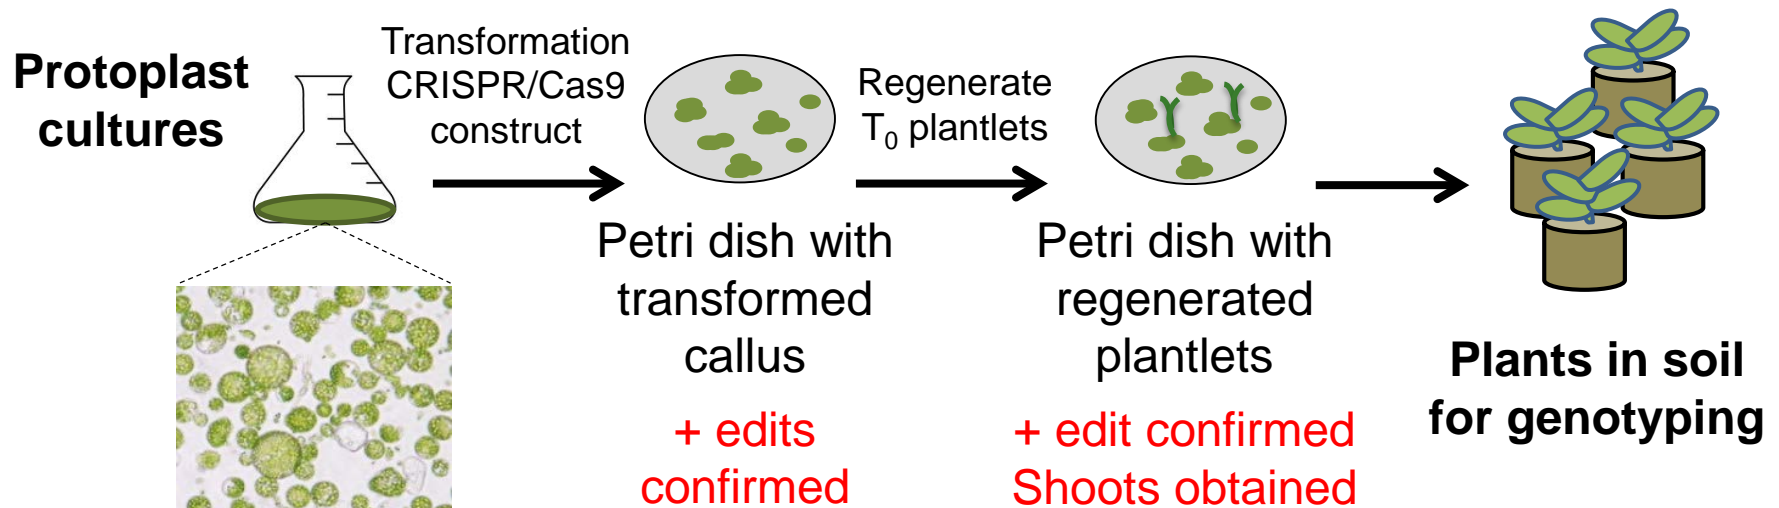 Protoplast
cultures
Transformation
CRISPR/Cas9
construct
Regenerate
T₀ plantlets
Petri dish with
transformed
callus
+ edits
confirmed
Petri dish with
regenerated
plantlets
+ edit confirmed
Shoots obtained
Plants in soil
for genotyping